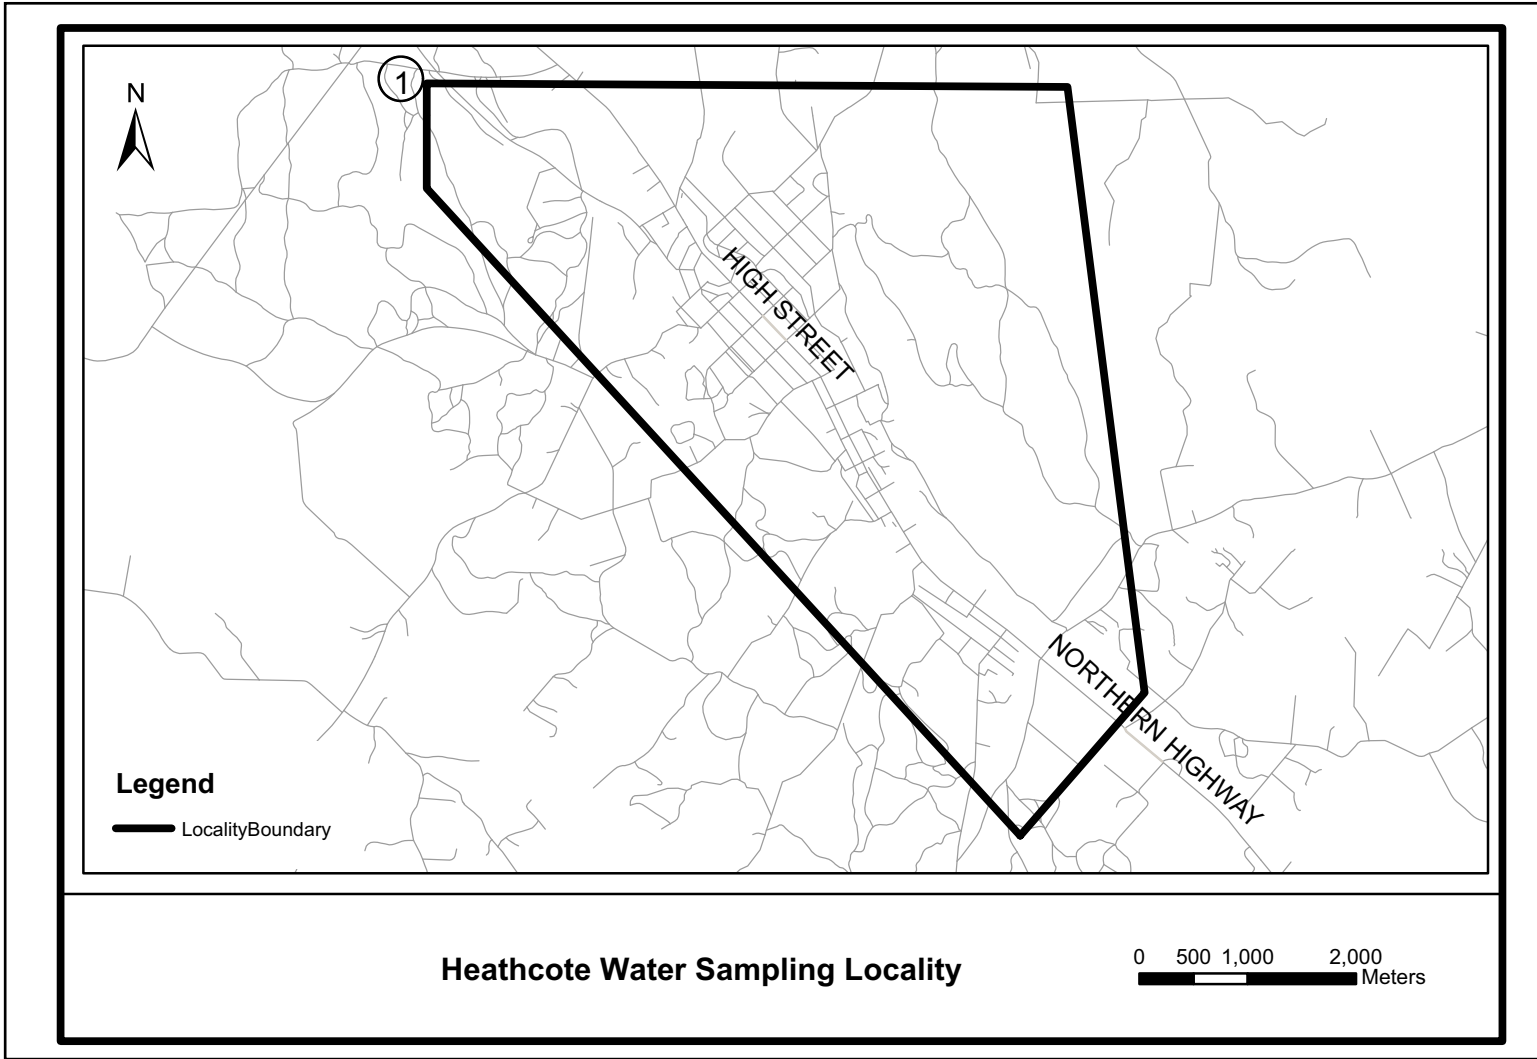 1
N
HIGH STREET
NORTHERN HIGHWAY
Legend
LocalityBoundary
Heathcote Water Sampling Locality
0 500 1,000 2,000
Meters